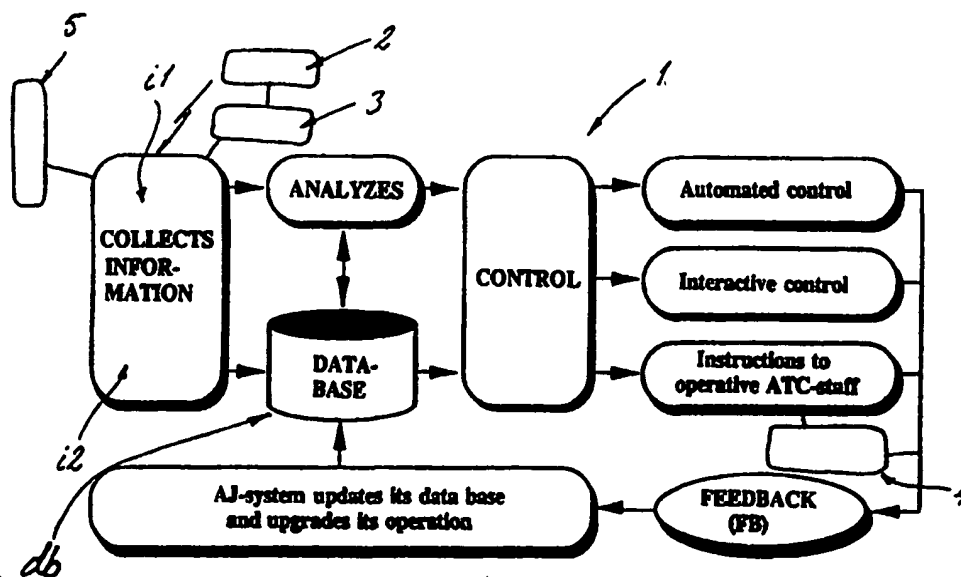 5
i1
2
3
1
ANALYZES
Automated control
COLLECTS
INFOR-
MATION
CONTROL
Interactive control
DATA-
BASE
Instructions to
operative ATC-staff
i2
AJ-system updates its data base
and upgrades its operation
FEEDBACK
(FB)
db